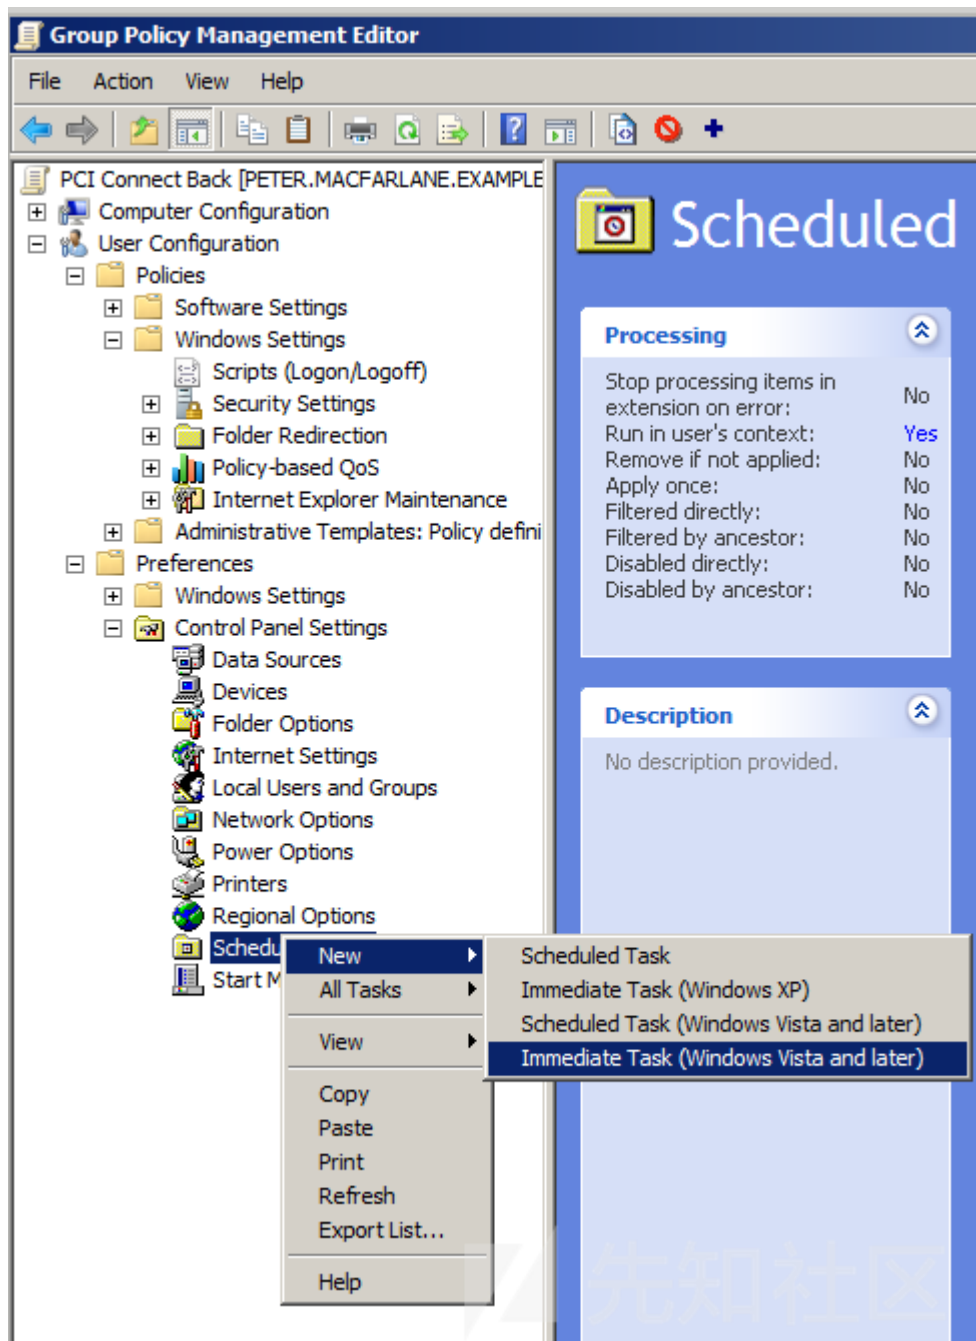 Group Policy Management Editor
File Action View Help
PCI Connect Back [PETER.MACFARLANE.EXAMPLE
Computer Configuration
User Configuration
Policies
Software Settings
Windows Settings
Scripts (Logon/Logoff)
Security Settings
Folder Redirection
Policy-based QoS
Internet Explorer Maintenance
Administrative Templates: Policy defini
Preferences
Windows Settings
Control Panel Settings
Data Sources
Devices
Folder Options
Internet Settings
Local Users and Groups
Network Options
Power Options
Printers
Regional Options
Schedu
Start M
New
All Tasks
View
Copy
Paste
Print
Refresh
Export List...
Help
Scheduled Task
Immediate Task (Windows XP)
Scheduled Task (Windows Vista and later)
Immediate Task (Windows Vista and later)
Scheduled
Processing
Stop processing items in
extension on error: No
Run in user's context: Yes
Remove if not applied: No
Apply once: No
Filtered directly: No
Filtered by ancestor: No
Disabled directly: No
Disabled by ancestor: No
Description
No description provided.
先知社区